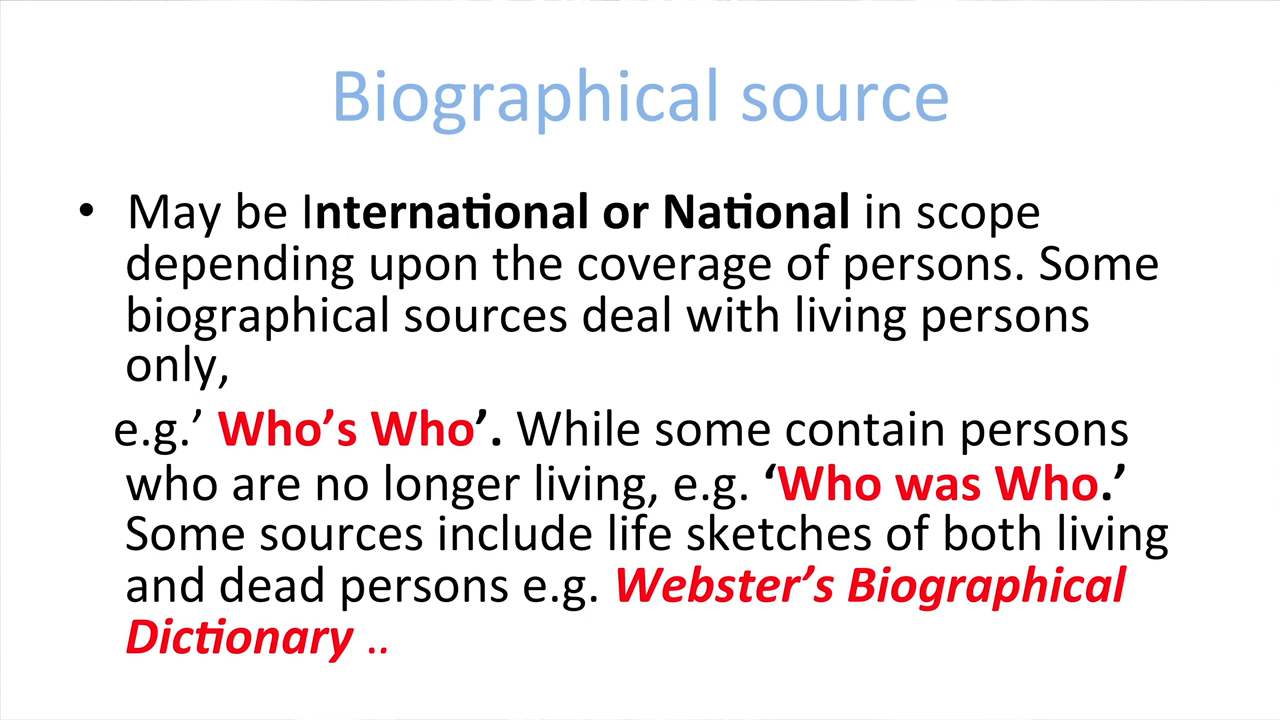 Biographical source
• May be International or National in scope
depending upon the coverage of persons. Some
biographical sources deal with living persons
only,
e.g.’ Who’s Who’. While some contain persons
who are no longer living, e.g. ‘Who was Who.’
Some sources include life sketches of both living
and dead persons e.g. Webster’s Biographical
Dictionary ..